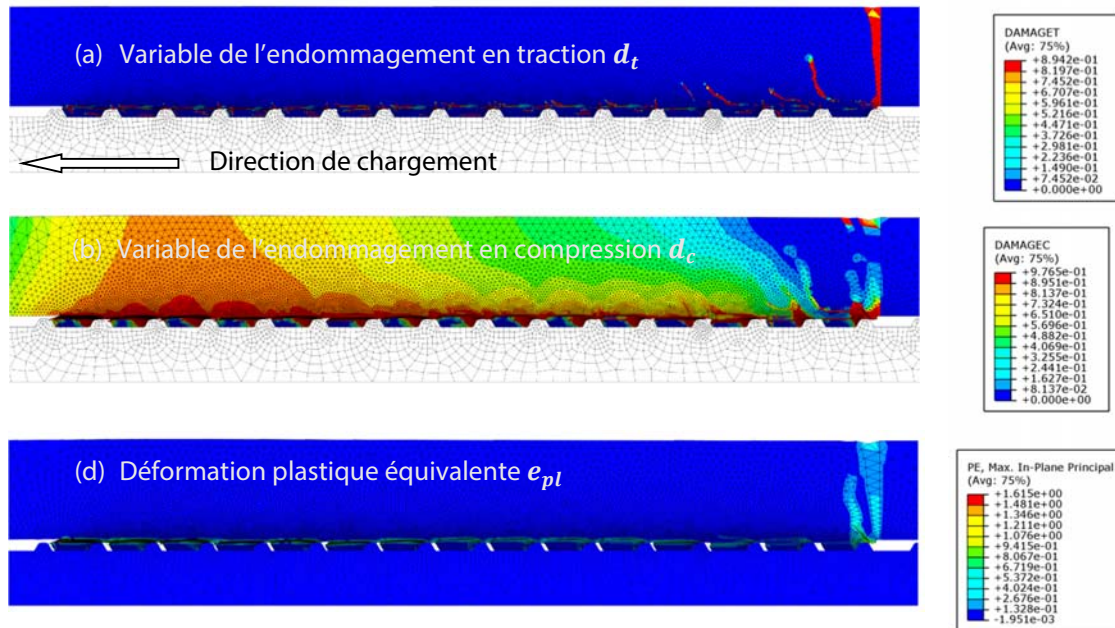 (a) Variable de l'endommagement en traction d_t
DAMAGET
(Avg: 75%)
+8.942e-01
+8.197e-01
+7.452e-01
+6.707e-01
+5.961e-01
+5.216e-01
+4.471e-01
+3.726e-01
+2.981e-01
+2.236e-01
+1.490e-01
+7.452e-02
+0.000e+00
Direction de chargement
(b) Variable de l'endommagement en compression d_c
DAMAGEC
(Avg: 75%)
+9.765e-01
+8.951e-01
+8.137e-01
+7.324e-01
+6.510e-01
+5.696e-01
+4.882e-01
+4.069e-01
+3.255e-01
+2.441e-01
+1.627e-01
+8.137e-02
+0.000e+00
(d) Déformation plastique équivalente e_pl
PE, Max. In-Plane Principal
(Avg: 75%)
+1.615e+00
+1.481e+00
+1.346e+00
+1.211e+00
+1.076e+00
+9.415e-01
+8.067e-01
+6.719e-01
+5.372e-01
+4.024e-01
+2.676e-01
+1.328e-01
-1.951e-03